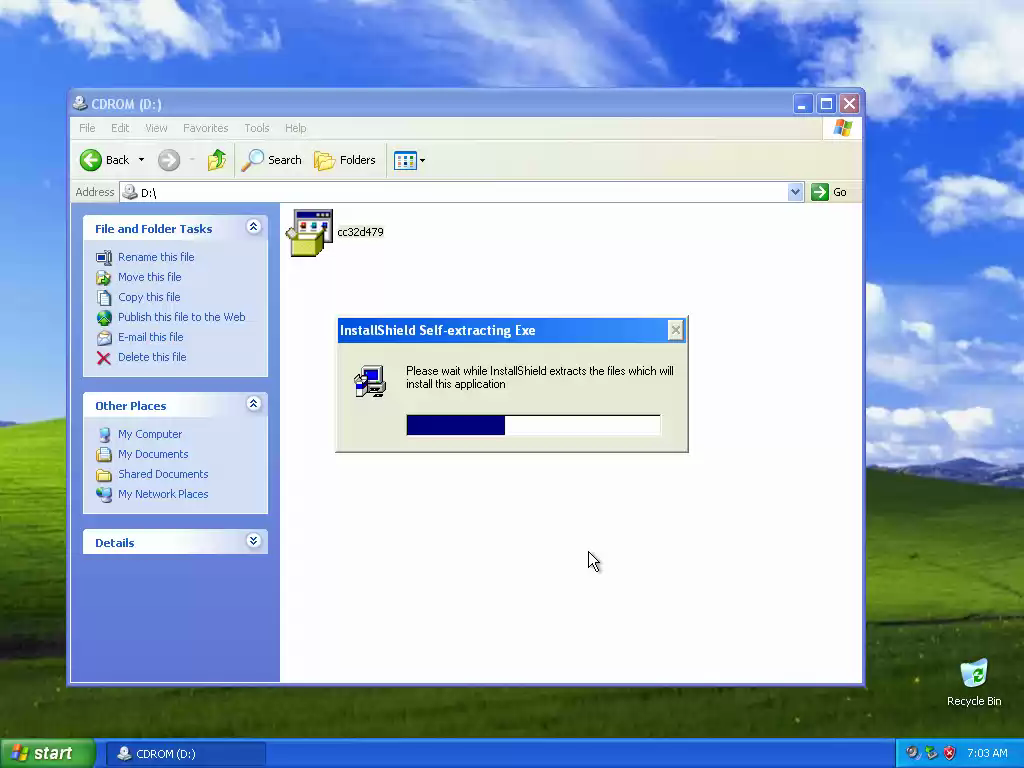 CDROM (D:)
File Edit View Favorites Tools Help
Back Search Folders
Address D:\ Go
File and Folder Tasks
Rename this file
Move this file
Copy this file
Publish this file to the Web
E-mail this file
Delete this file
Other Places
My Computer
My Documents
Shared Documents
My Network Places
Details
cc32d479
InstallShield Self-extracting Exe
Please wait while InstallShield extracts the files which will
install this application
Recycle Bin
start CDROM (D:) 7:03 AM